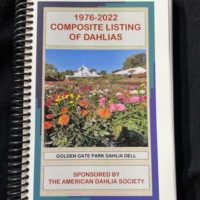 1976-2022
COMPOSITE LISTING
OF DAHLIAS
GOLDEN GATE PARK DAHLIA DELL
SPONSORED BY
THE AMERICAN DAHLIA SOCIETY